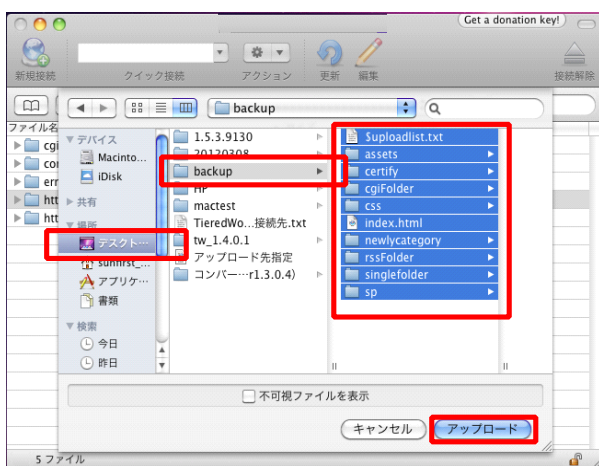 Get a donation key!
新規接続
クイック接続
アクション
更新
編集
接続解除
backup
ファイル名
cgi
err
htt
htt
デバイス
Macinto...
iDisk
共有
場所
デスクト…
アプリケ…
書類
検索
今日
昨日
1.5.3.9130
20120308
backup
HP
mactest
TieredWo...接続先.txt
tw_1.4.0.1
アップロード先指定
コンバー…r1.3.0.4)
$uploadlist.txt
assets
certify
cgiFolder
css
index.html
newlycategory
rssFolder
singlefolder
sp
不可視ファイルを表示
キャンセル
アップロード
5 ファイル